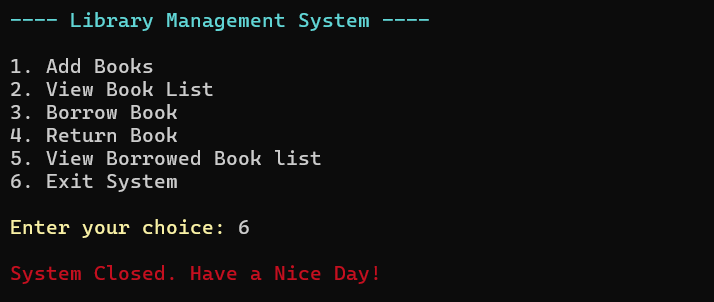 ---- Library Management System ----
1. Add Books
2. View Book List
3. Borrow Book
4. Return Book
5. View Borrowed Book list
6. Exit System
Enter your choice: 6
System Closed. Have a Nice Day!